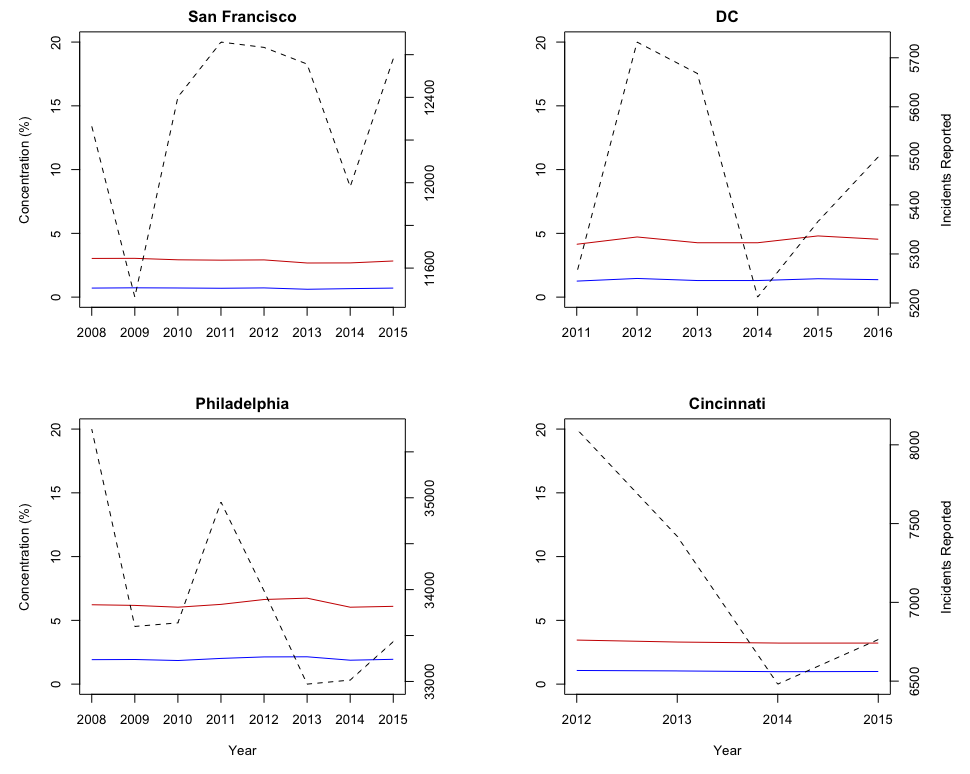 San Francisco
Concentration (%)
0 5 10 15 20
11600 12000 12400
2008 2009 2010 2011 2012 2013 2014 2015
DC
0 5 10 15 20
5200 5300 5400 5500 5600 5700
Incidents Reported
2011 2012 2013 2014 2015 2016
Philadelphia
Concentration (%)
0 5 10 15 20
33000 34000 35000
2008 2009 2010 2011 2012 2013 2014 2015
Year
Cincinnati
0 5 10 15 20
6500 7000 7500 8000
Incidents Reported
2012 2013 2014 2015
Year